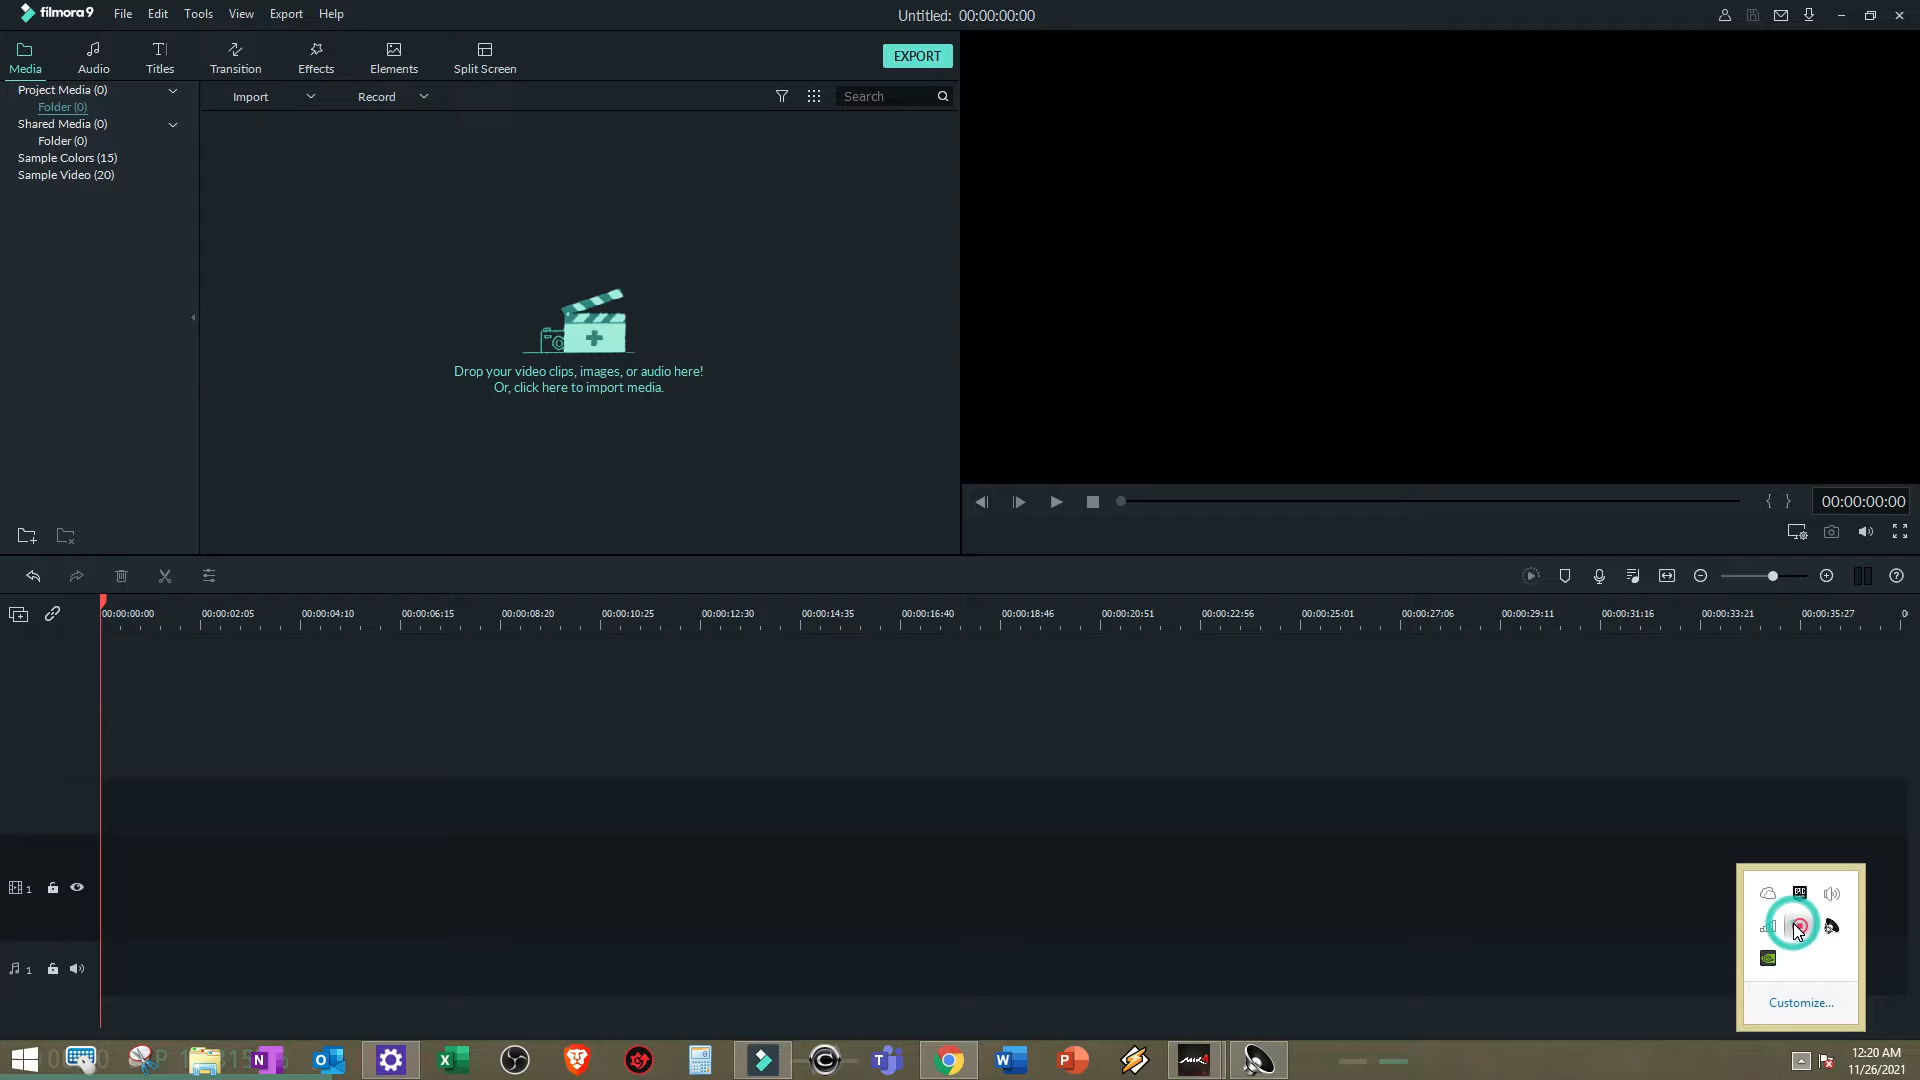 filmora9 File Edit Tools View Export Help Untitled: 00:00:00:00
Media Audio Titles Transition Effects Elements Split Screen EXPORT
Project Media (0)
Folder (0)
Shared Media (0)
Folder (0)
Sample Colors (15)
Sample Video (20)
Import Record Search
Drop your video clips, images, or audio here!
Or, click here to import media.
{ } 00:00:00:00
00:00:00:00 00:00:02:05 00:00:04:10 00:00:06:15 00:00:08:20 00:00:10:25 00:00:12:30 00:00:14:35 00:00:16:40 00:00:18:46 00:00:20:51 00:00:22:56 00:00:25:01 00:00:27:06 00:00:29:11 00:00:31:16 00:00:33:21 00:00:35:27
1
1
EPIC
Customize...
12:20 AM
11/26/2021